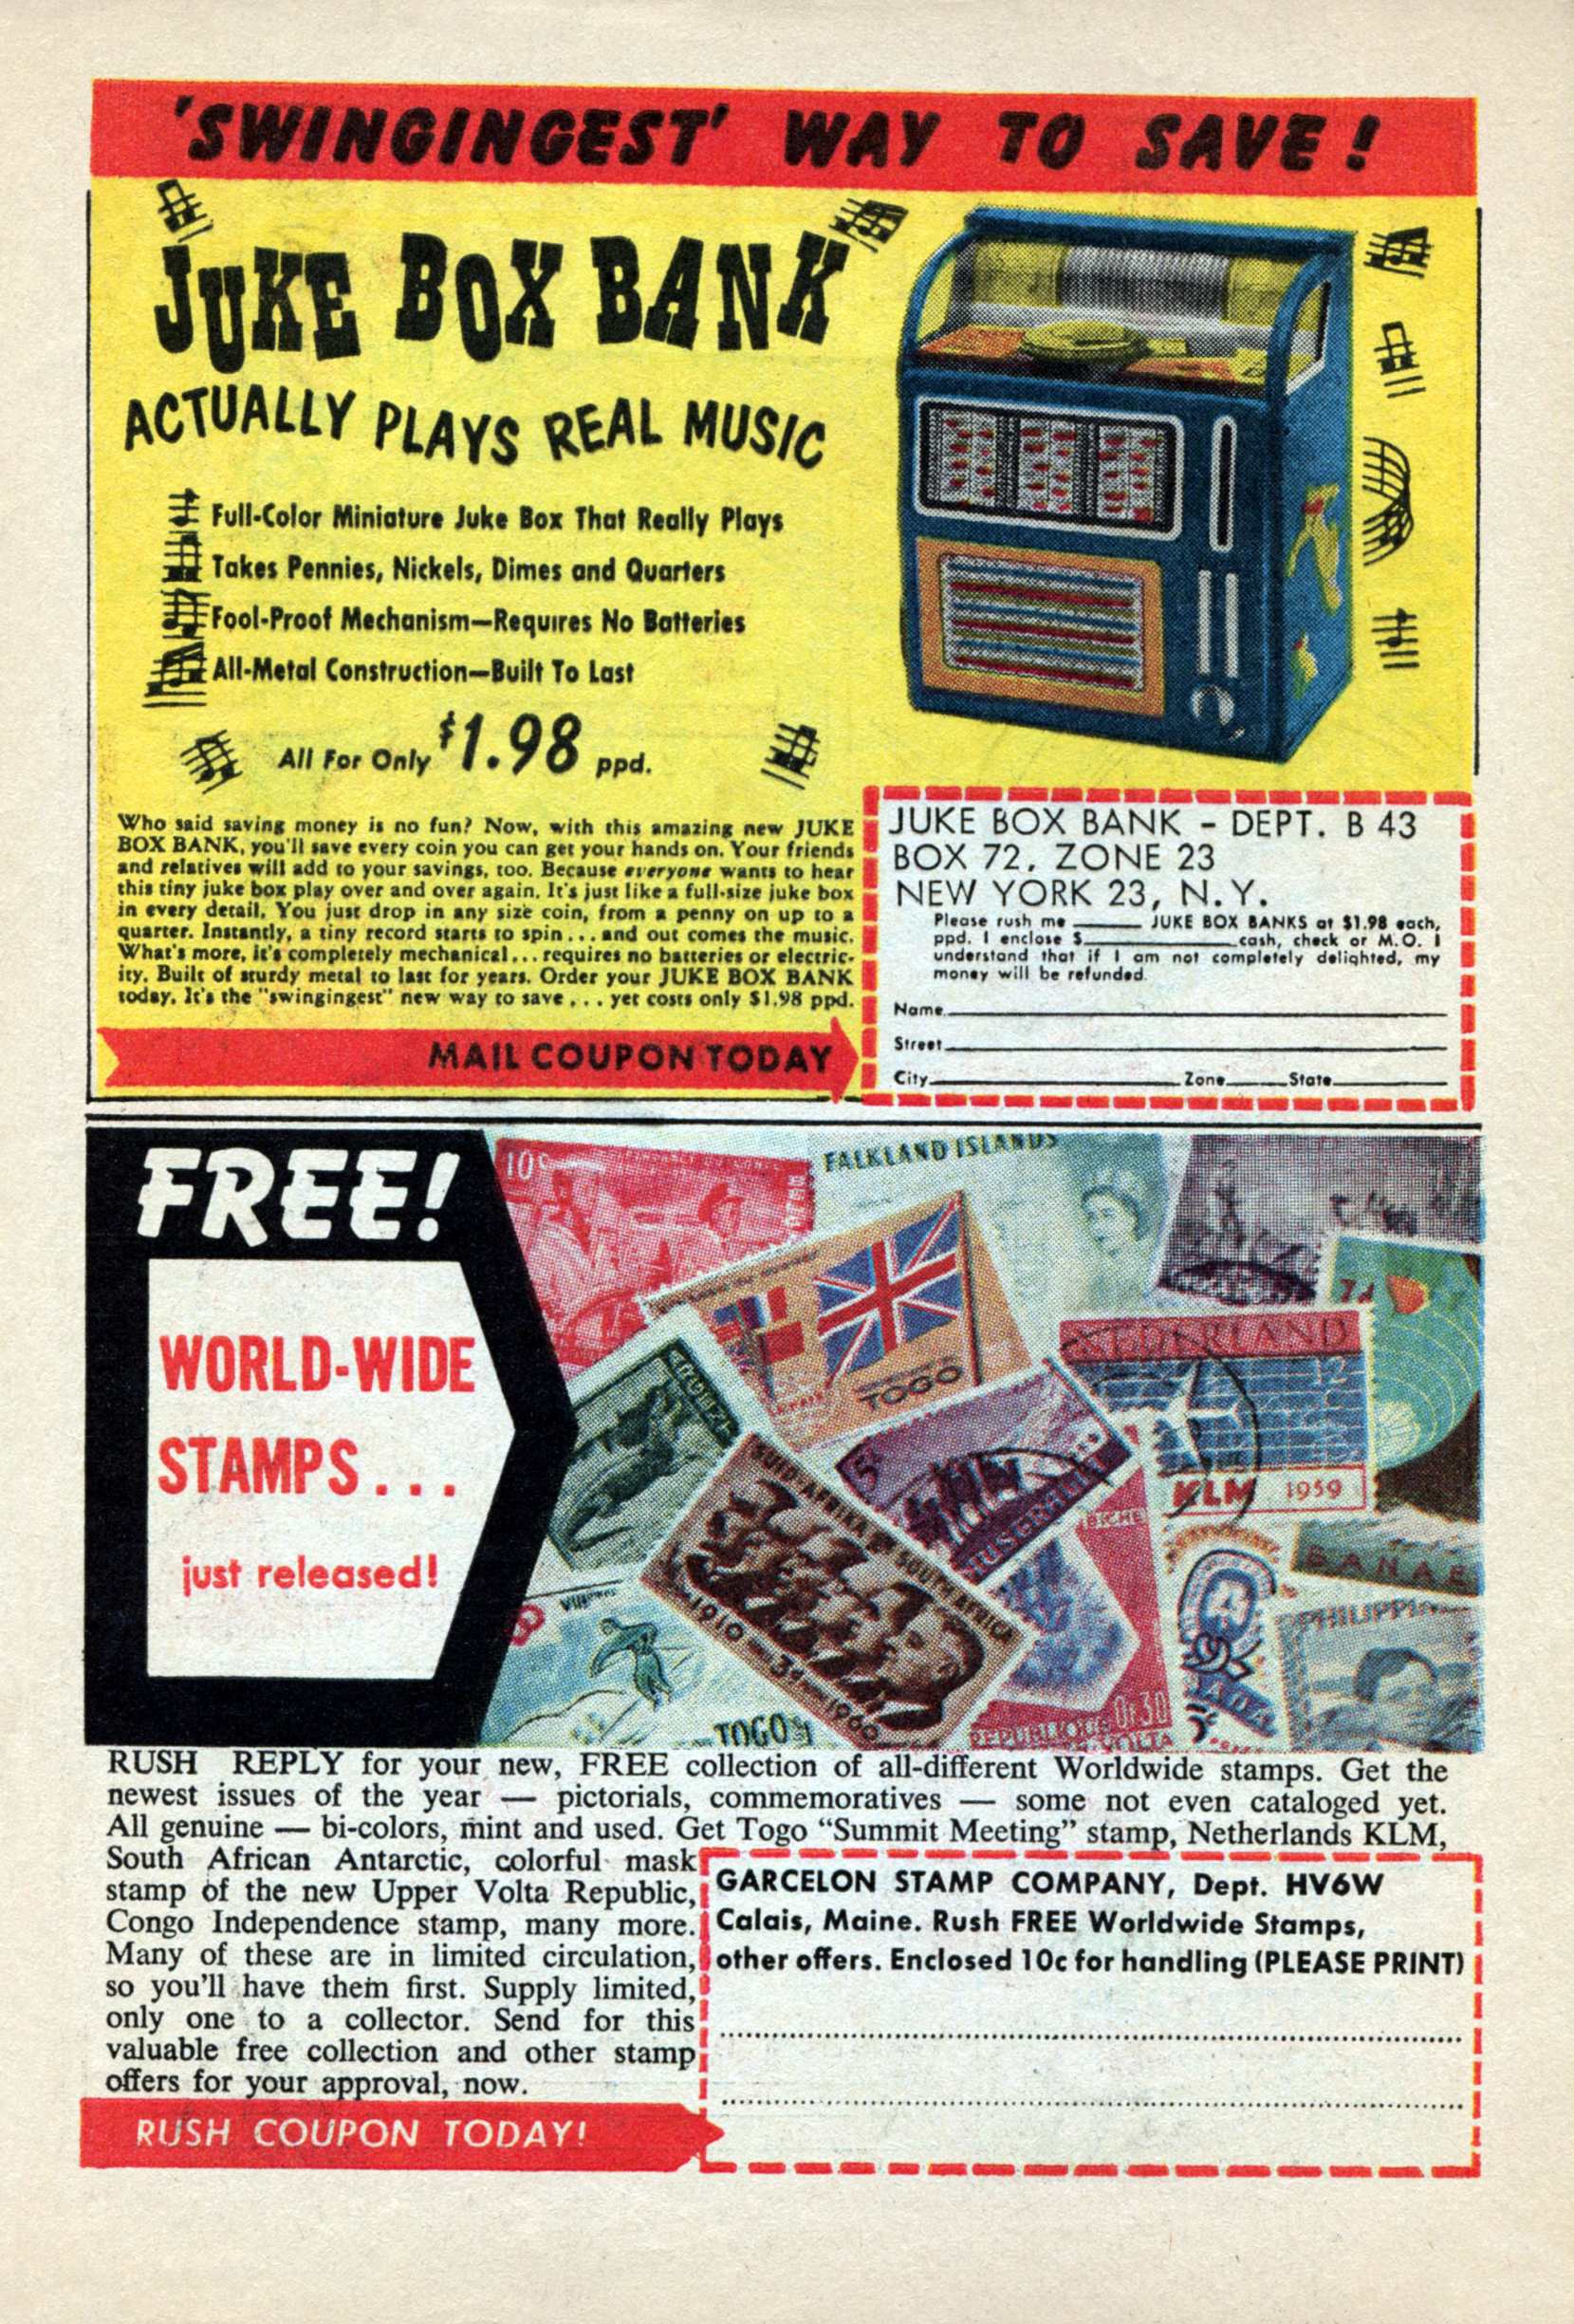 'SWINGINGEST' WAY TO SAVE!
JUKE BOX BANK
ACTUALLY PLAYS REAL MUSIC
Full-Color Miniature Juke Box That Really Plays
Takes Pennies, Nickels, Dimes and Quarters
Fool-Proof Mechanism—Requires No Batteries
All-Metal Construction—Built To Last
All For Only $1.98 ppd.
Who said saving money is no fun? Now, with this amazing new JUKE
BOX BANK, you'll save every coin you can get your hands on. Your friends
and relatives will add to your savings, too. Because everyone wants to hear
this tiny juke box play over and over again. It's just like a full-size juke box
in every detail. You just drop in any size coin, from a penny on up to a
quarter. Instantly, a tiny record starts to spin...and out comes the music.
What's more, it's completely mechanical...requires no batteries or electric-
ity. Built of sturdy metal to last for years. Order your JUKE BOX BANK
today. It's the "swingingest" new way to save... yet costs only $1.98 ppd.
MAIL COUPON TODAY
JUKE BOX BANK - DEPT. B 43
BOX 72, ZONE 23
NEW YORK 23, N.Y.
Please rush me ______ JUKE BOX BANKS at $1.98 each,
ppd. I enclose $______________cash, check or M.O. I
understand that if I am not completely delighted, my
money will be refunded.
Name
Street
City Zone State
FREE!
WORLD-WIDE
STAMPS...
just released!
10c
FALKLAND ISLANDS
TOGO
7d
NEDERLAND
12
KLM 1959
5c
SUID-AFRIKA SOUTH AFRICA
1910—3d—1960
TOGO
REPUBLIQUE
VOLTA
0f30
PHILIPPIN
RUSH REPLY for your new, FREE collection of all-different Worldwide stamps. Get the
newest issues of the year — pictorials, commemoratives — some not even cataloged yet.
All genuine — bi-colors, mint and used. Get Togo “Summit Meeting” stamp, Netherlands KLM,
South African Antarctic, colorful mask
stamp of the new Upper Volta Republic,
Congo Independence stamp, many more.
Many of these are in limited circulation,
so you'll have them first. Supply limited,
only one to a collector. Send for this
valuable free collection and other stamp
offers for your approval, now.
RUSH COUPON TODAY!
GARCELON STAMP COMPANY, Dept. HV6W
Calais, Maine. Rush FREE Worldwide Stamps,
other offers. Enclosed 10c for handling (PLEASE PRINT)